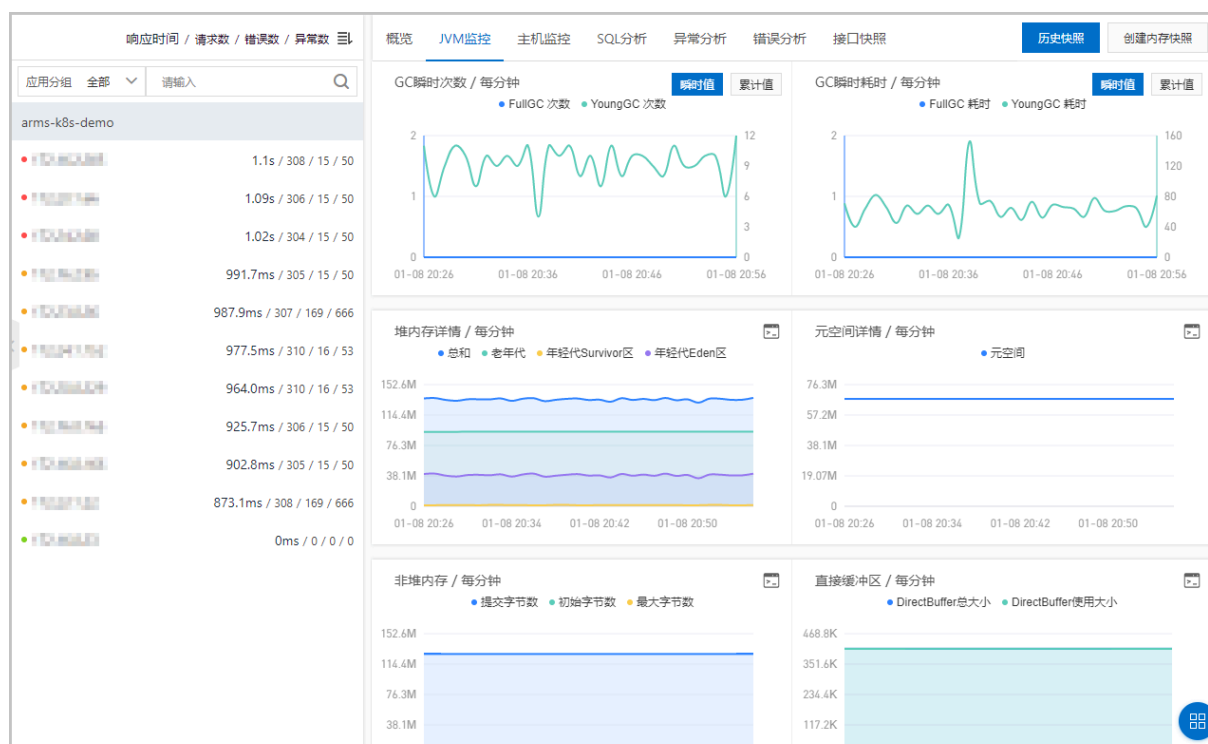 响应时间 / 请求数 / 错误数 / 异常数
应用分组 全部 请输入
arms-k8s-demo
1.1s / 308 / 15 / 50
1.09s / 306 / 15 / 50
1.02s / 304 / 15 / 50
991.7ms / 305 / 15 / 50
987.9ms / 307 / 169 / 666
977.5ms / 310 / 16 / 53
964.0ms / 310 / 16 / 53
925.7ms / 306 / 15 / 50
902.8ms / 305 / 15 / 50
873.1ms / 308 / 169 / 666
0ms / 0 / 0 / 0
概览 JVM监控 主机监控 SQL分析 异常分析 错误分析 接口快照 历史快照 创建内存快照
GC瞬时次数 / 每分钟 瞬时值 累计值
FullGC 次数 YoungGC 次数
2 12
9
1 6
3
0 0
01-08 20:26 01-08 20:36 01-08 20:46 01-08 20:56
GC瞬时耗时 / 每分钟 瞬时值 累计值
FullGC 耗时 YoungGC 耗时
2 160
120
1 80
40
0 0
01-08 20:26 01-08 20:36 01-08 20:46 01-08 20:56
堆内存详情 / 每分钟
总和 老年代 年轻代Survivor区 年轻代Eden区
152.6M
114.4M
76.3M
38.1M
0
01-08 20:26 01-08 20:34 01-08 20:42 01-08 20:50
元空间详情 / 每分钟
元空间
76.3M
57.2M
38.1M
19.07M
0
01-08 20:26 01-08 20:34 01-08 20:42 01-08 20:50
非堆内存 / 每分钟
提交字节数 初始字节数 最大字节数
152.6M
114.4M
76.3M
38.1M
直接缓冲区 / 每分钟
DirectBuffer总大小 DirectBuffer使用大小
468.8K
351.6K
234.4K
117.2K